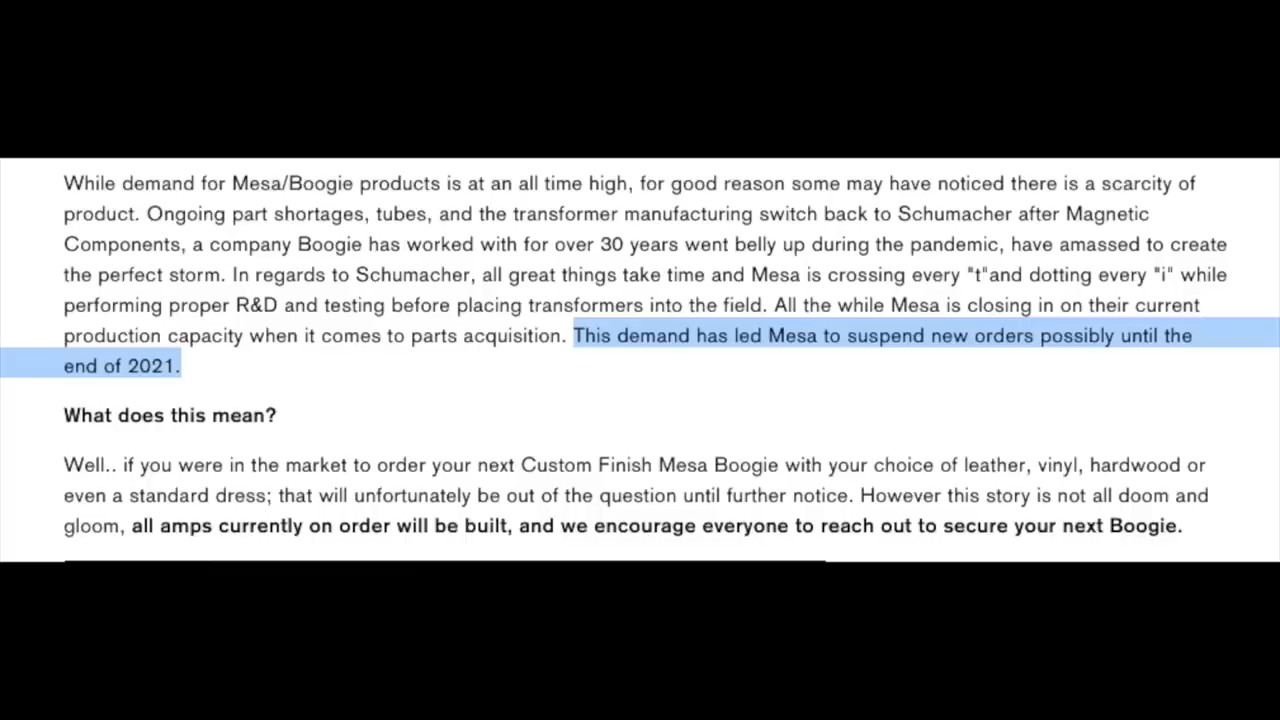 While demand for Mesa/Boogie products is at an all time high, for good reason some may have noticed there is a scarcity of
product. Ongoing part shortages, tubes, and the transformer manufacturing switch back to Schumacher after Magnetic
Components, a company Boogie has worked with for over 30 years went belly up during the pandemic, have amassed to create
the perfect storm. In regards to Schumacher, all great things take time and Mesa is crossing every "t"and dotting every "i" while
performing proper R&D and testing before placing transformers into the field. All the while Mesa is closing in on their current
production capacity when it comes to parts acquisition. This demand has led Mesa to suspend new orders possibly until the
end of 2021.
What does this mean?
Well.. if you were in the market to order your next Custom Finish Mesa Boogie with your choice of leather, vinyl, hardwood or
even a standard dress; that will unfortunately be out of the question until further notice. However this story is not all doom and
gloom, all amps currently on order will be built, and we encourage everyone to reach out to secure your next Boogie.